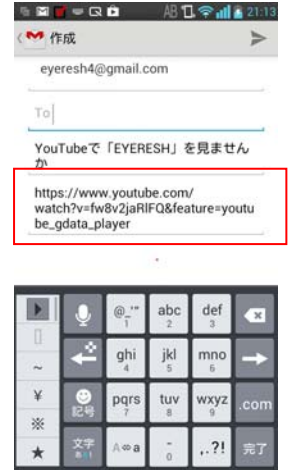 AB 21:13
作成
eyeresh4@gmail.com
To
YouTubeで「EYERESH」を見ません
か
https://www.youtube.com/
watch?v=fw8v2jaRlFQ&feature=youtu
be_gdata_player
@_'" abc def
1 2 3
ghi jkl mno
4 5 6
~
¥ 記号 pqrs tuv wxyz .com
7 8 9
※
★ 文字 A⇔a - ,.?! 完了
あ1 0